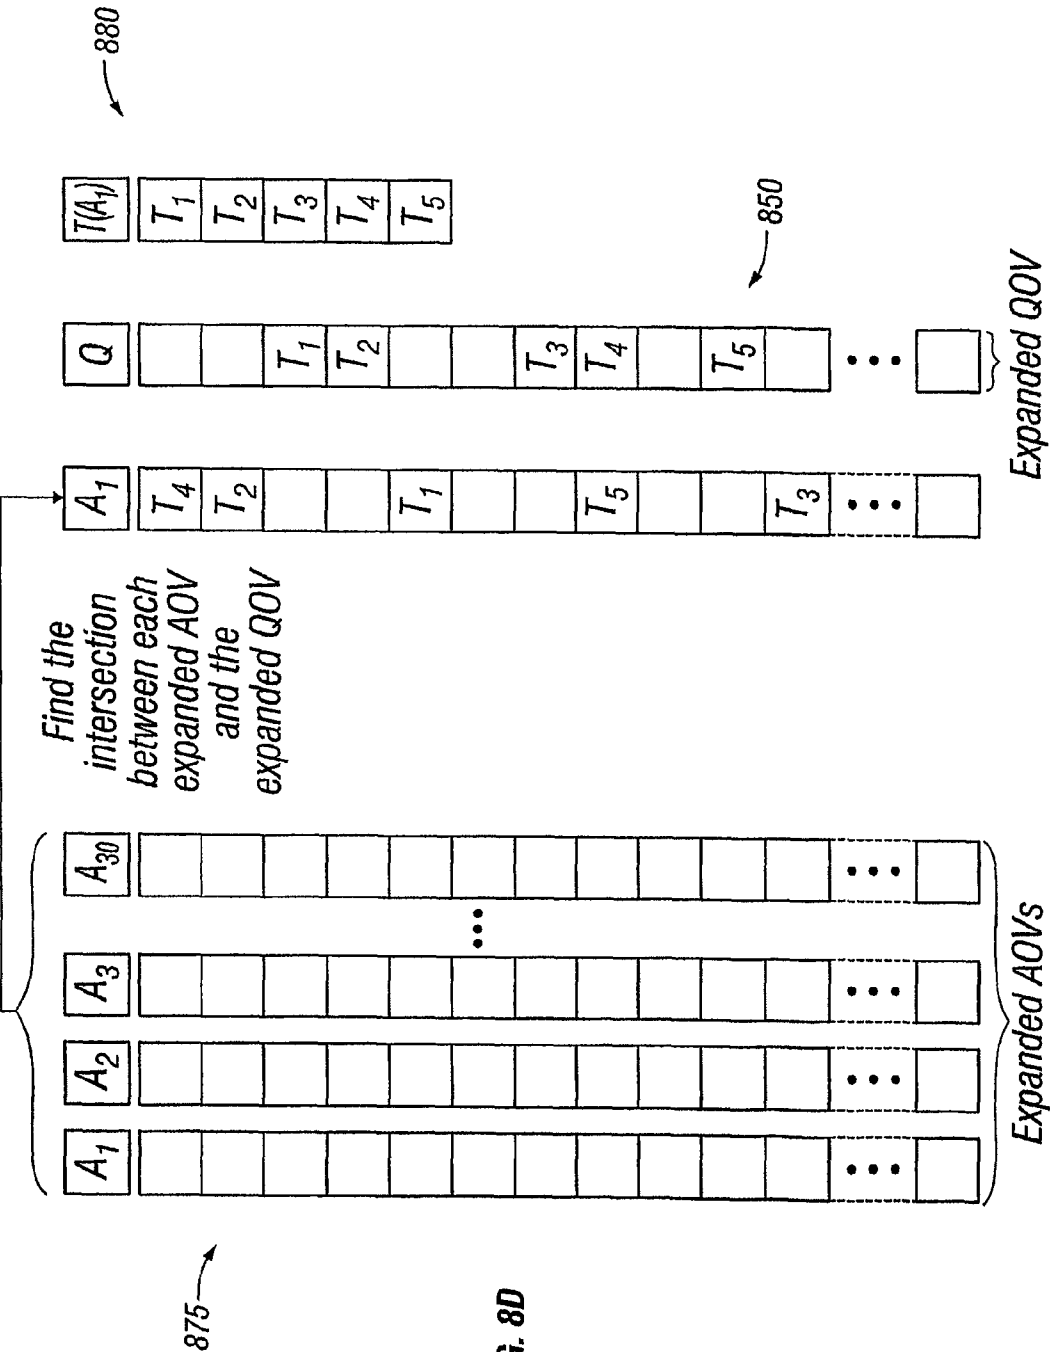 A1 A2 A3 A30
Find the
intersection
between each
expanded AOV
and the
expanded QOV
A1 Q T(A1)
880
T4 T1
T2 T2
T1 T3
T2 T4
T1 T5
T3
T5 T4
T5
T3
•••
875
850
Expanded AOVs
Expanded QOV
8D